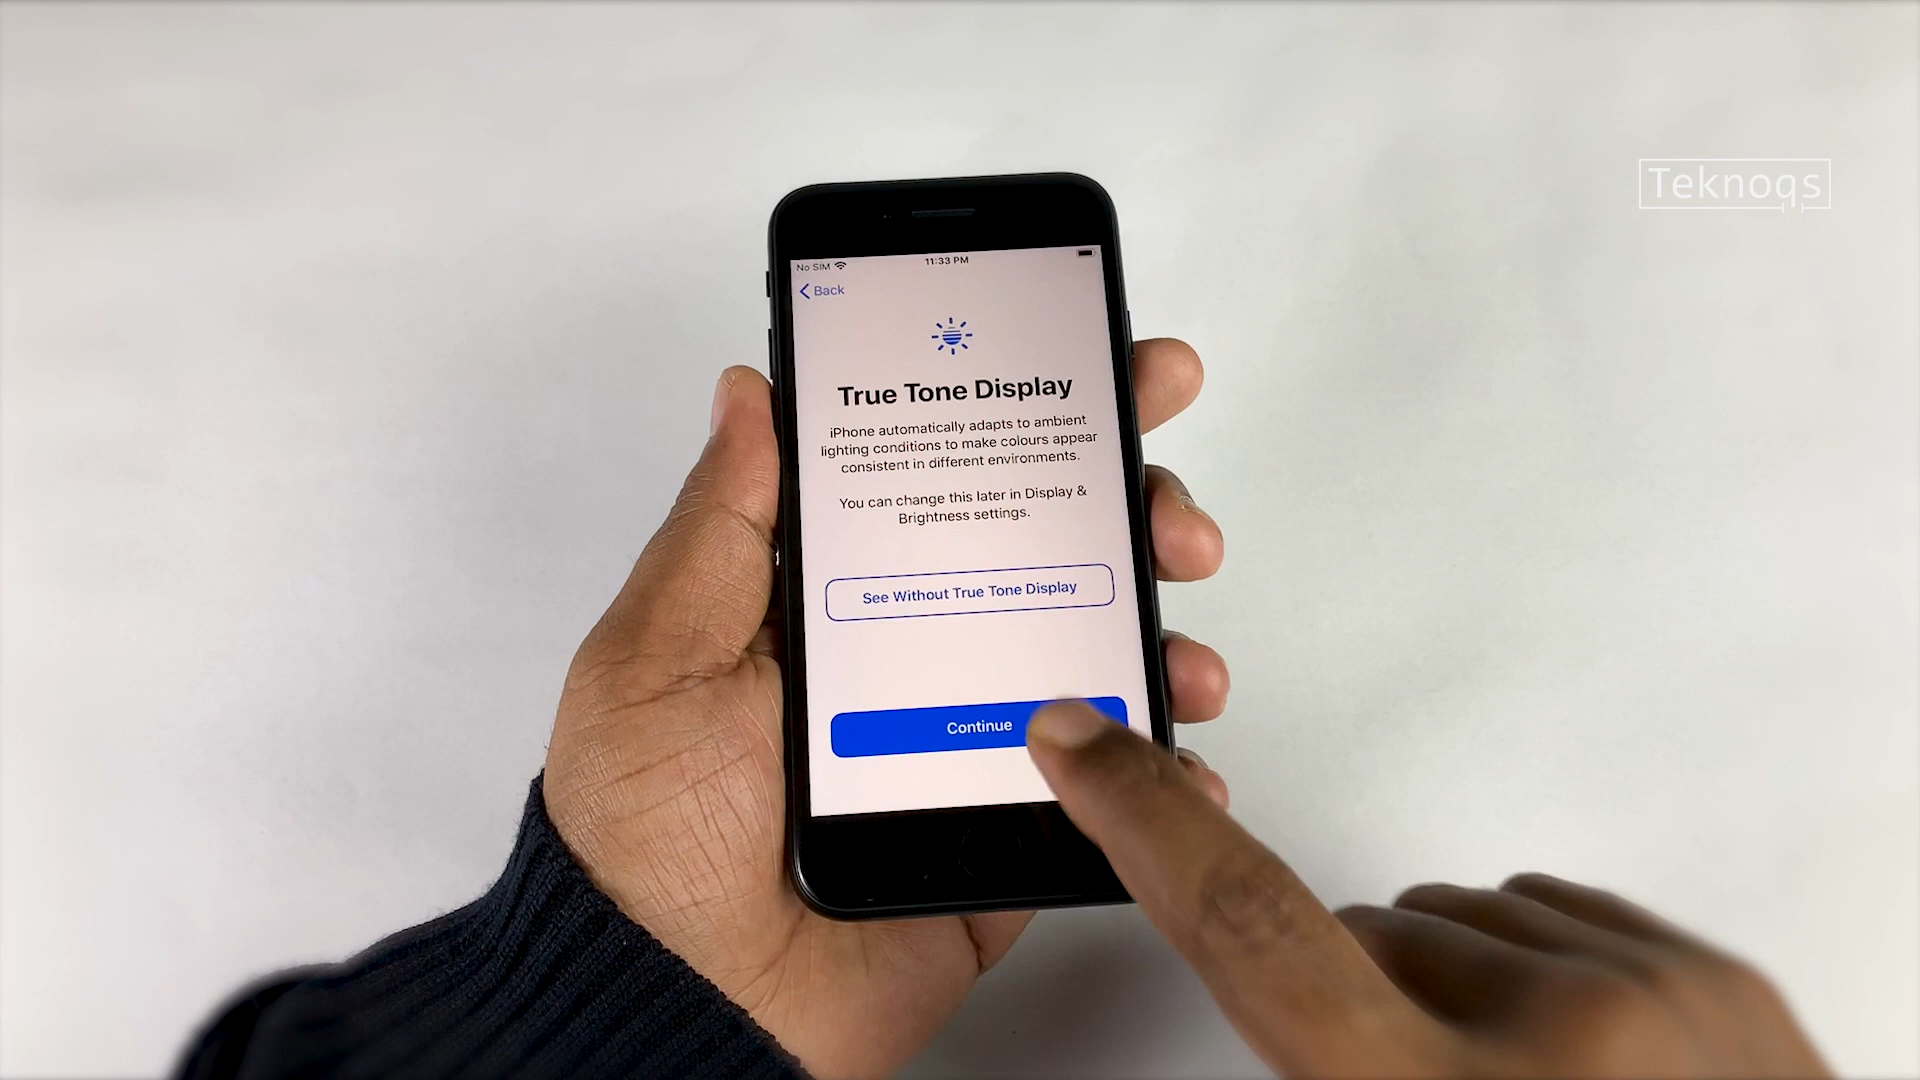 Teknoqs
No SIM
11:33 PM
Back
True Tone Display
iPhone automatically adapts to ambient
lighting conditions to make colours appear
consistent in different environments.
You can change this later in Display &
Brightness settings.
See Without True Tone Display
Continue